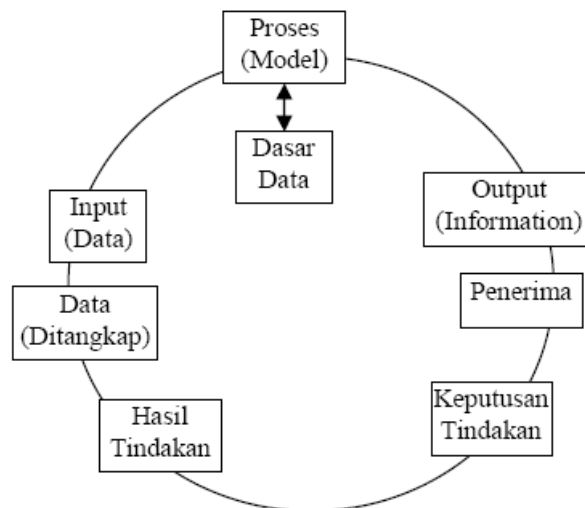 Proses
(Model)
Dasar
Data
Output
(Information)
Penerima
Keputusan
Tindakan
Hasil
Tindakan
Data
(Ditangkap)
Input
(Data)